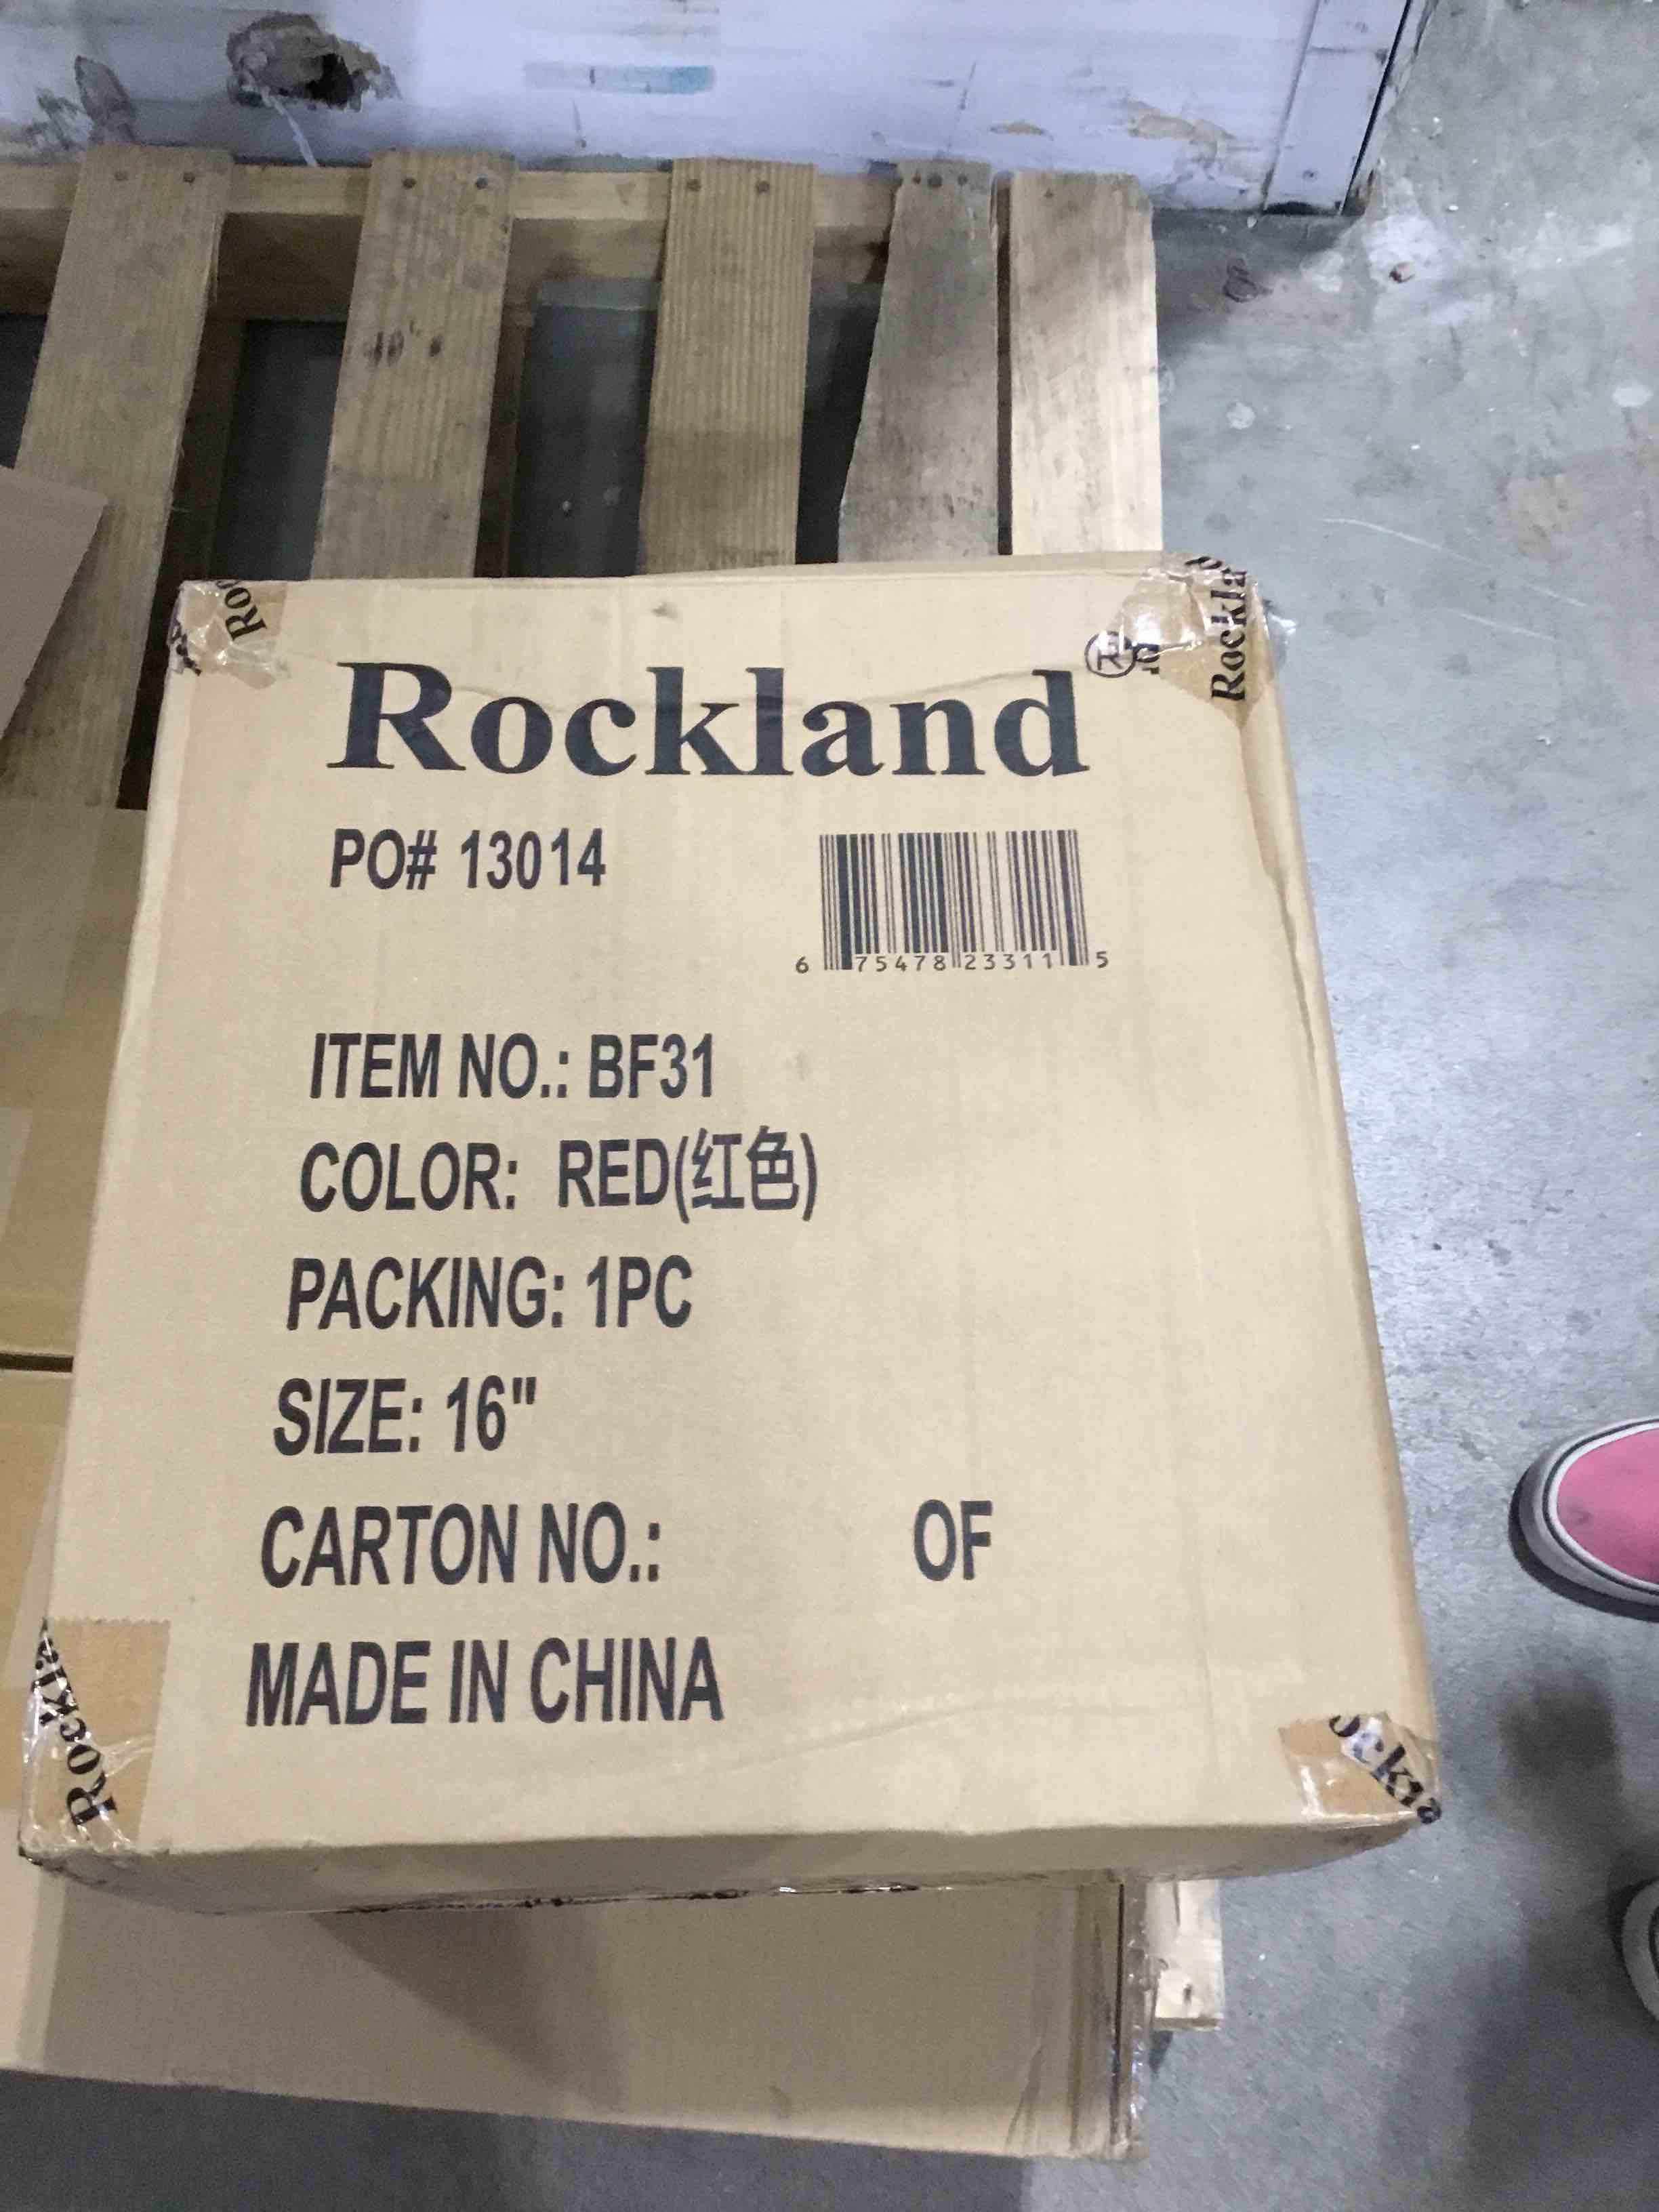 Rockland®
PO# 13014
6 75478 23311 5
ITEM NO.: BF31
COLOR: RED(红色)
PACKING: 1PC
SIZE: 16"
CARTON NO.: OF
MADE IN CHINA